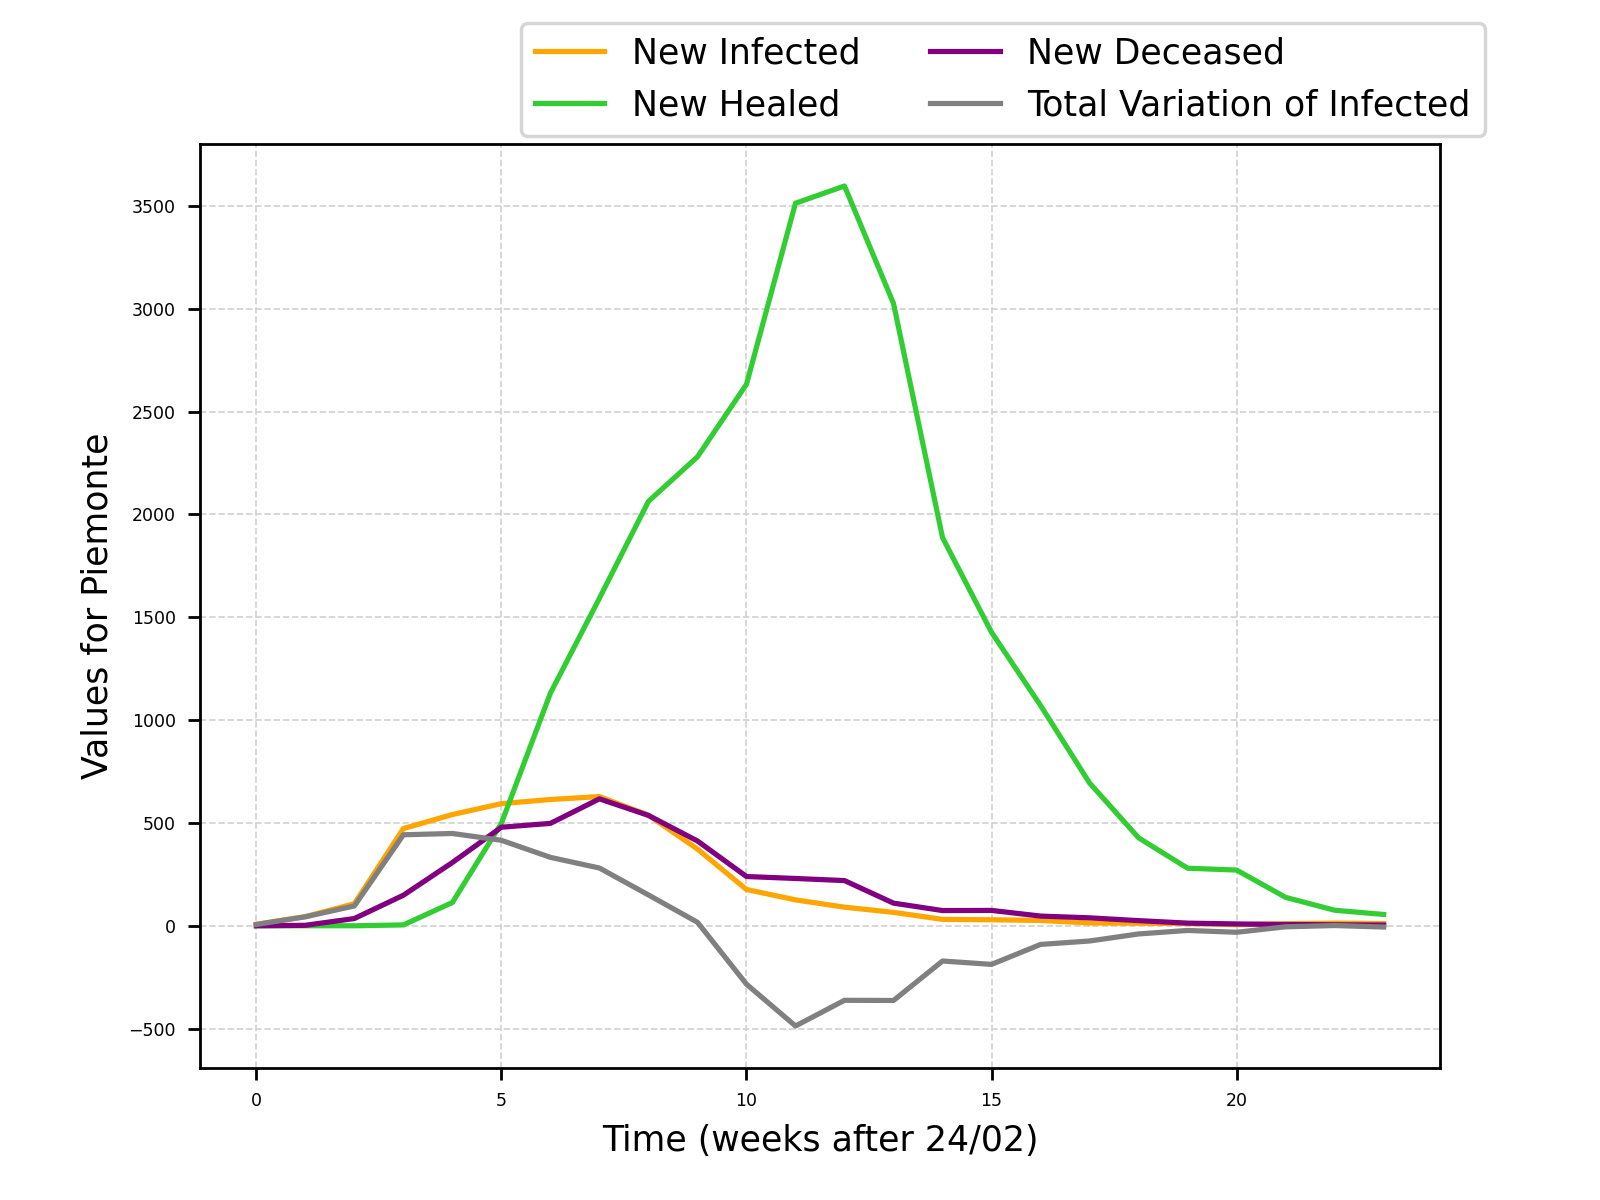 New Infected
New Healed
New Deceased
Total Variation of Infected
3500
3000
2500
2000
1500
1000
500
0
−500
Values for Piemonte
0 5 10 15 20
Time (weeks after 24/02)